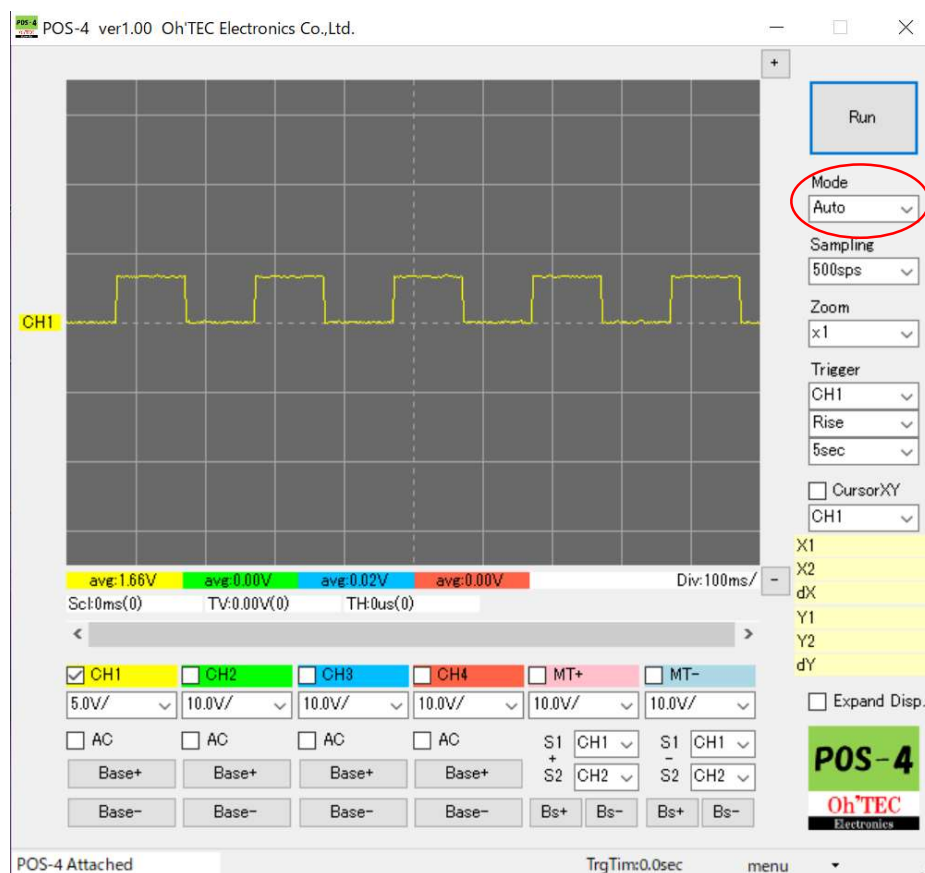 POS-4 ver1.00 Oh'TEC Electronics Co.,Ltd.
+
Run
Mode
Auto
Sampling
500sps
Zoom
x1
Trigger
CH1
Rise
5sec
CursorXY
CH1
CH1
X1
X2
dX
Y1
Y2
dY
avg:1.66V avg:0.00V avg:0.02V avg:0.00V Div:100ms/ -
Scl:0ms(0) TV:0.00V(0) TH:0us(0)
CH1 CH2 CH3 CH4 MT+ MT-
5.0V/ 10.0V/ 10.0V/ 10.0V/ 10.0V/ 10.0V/
Expand Disp.
AC AC AC AC S1 CH1 S1 CH1
+ -
Base+ Base+ Base+ Base+ S2 CH2 S2 CH2
Base- Base- Base- Base- Bs+ Bs- Bs+ Bs-
POS-4
Oh'TEC
Electronics
POS-4 Attached TrgTim:0.0sec menu